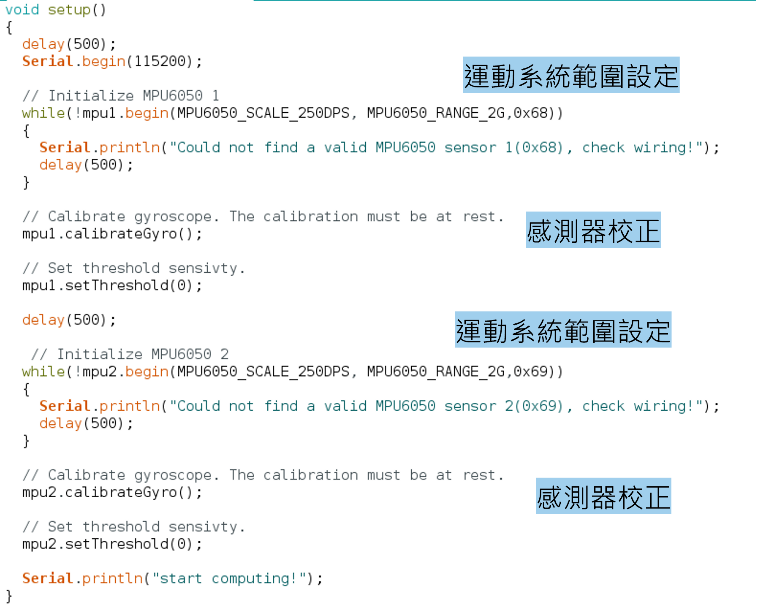 void setup()
{
delay(500);
Serial.begin(115200);
運動系統範圍設定
// Initialize MPU6050 1
while(!mpu1.begin(MPU6050_SCALE_250DPS, MPU6050_RANGE_2G,0x68))
{
Serial.println("Could not find a valid MPU6050 sensor 1(0x68), check wiring!");
delay(500);
}
// Calibrate gyroscope. The calibration must be at rest.
感測器校正
mpu1.calibrateGyro();
// Set threshold sensivty.
mpu1.setThreshold(0);
delay(500);
運動系統範圍設定
// Initialize MPU6050 2
while(!mpu2.begin(MPU6050_SCALE_250DPS, MPU6050_RANGE_2G,0x69))
{
Serial.println("Could not find a valid MPU6050 sensor 2(0x69), check wiring!");
delay(500);
}
// Calibrate gyroscope. The calibration must be at rest.
mpu2.calibrateGyro();
感測器校正
// Set threshold sensivty.
mpu2.setThreshold(0);
Serial.println("start computing!");
}